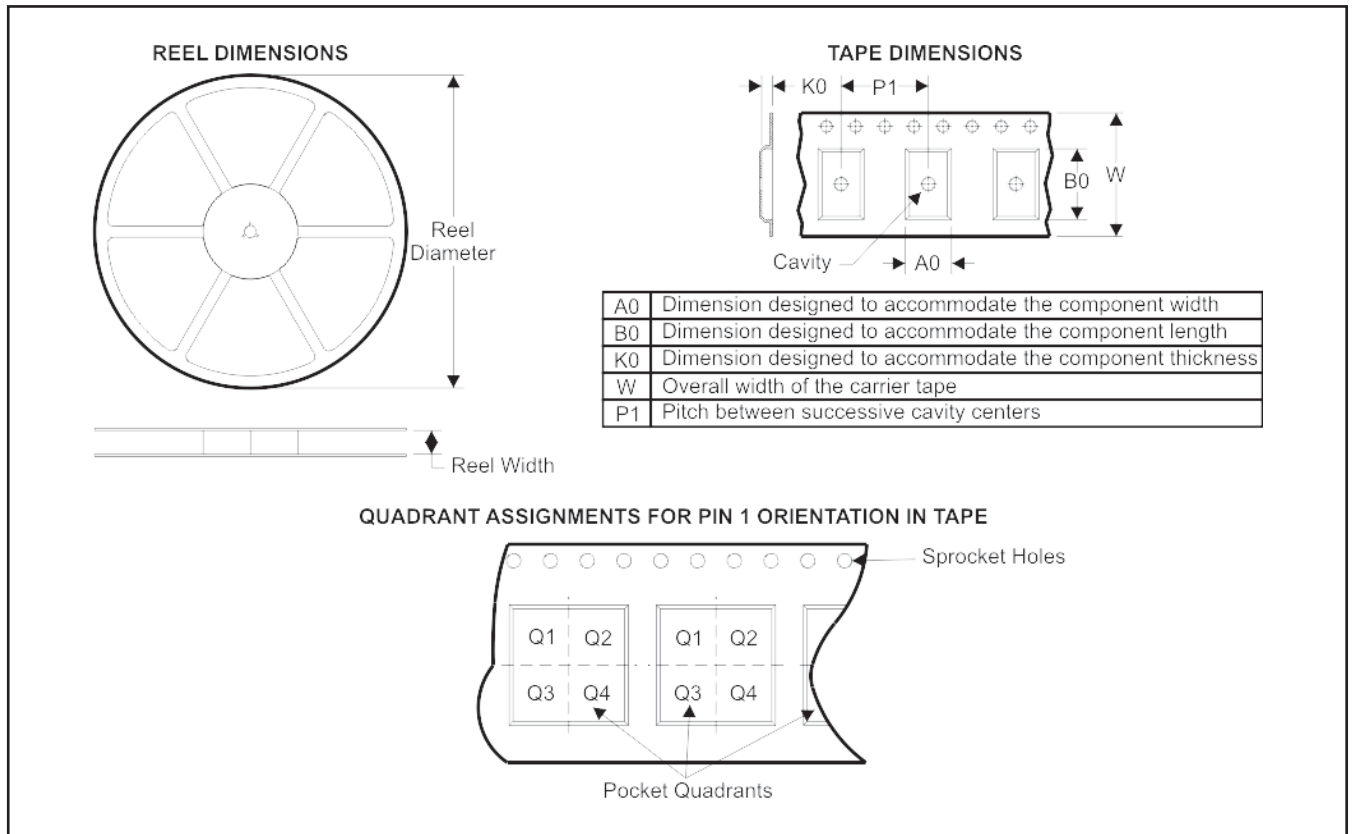 REEL DIMENSIONS
Reel
Diameter
Reel Width
TAPE DIMENSIONS
K0
P1
B0
W
Cavity
A0
A0 Dimension designed to accommodate the component width
B0 Dimension designed to accommodate the component length
K0 Dimension designed to accommodate the component thickness
W Overall width of the carrier tape
P1 Pitch between successive cavity centers
QUADRANT ASSIGNMENTS FOR PIN 1 ORIENTATION IN TAPE
Sprocket Holes
Q1 Q2 Q1 Q2
Q3 Q4 Q3 Q4
Pocket Quadrants